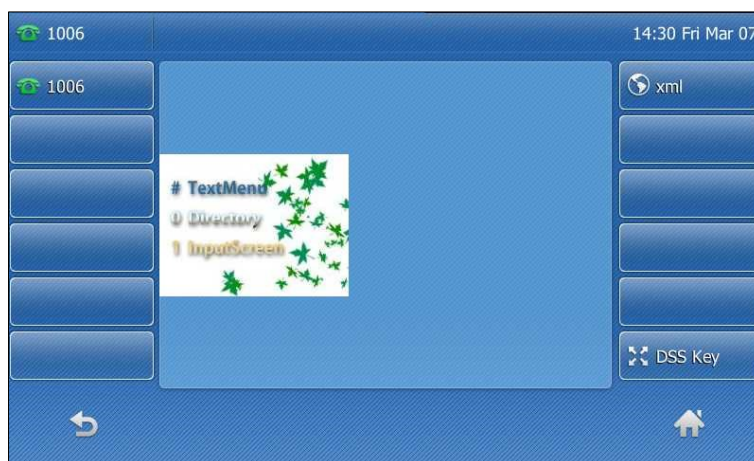 1006
14:30 Fri Mar 07
1006
xml
# TextMenu
0 Directory
1 InputScreen
DSS Key